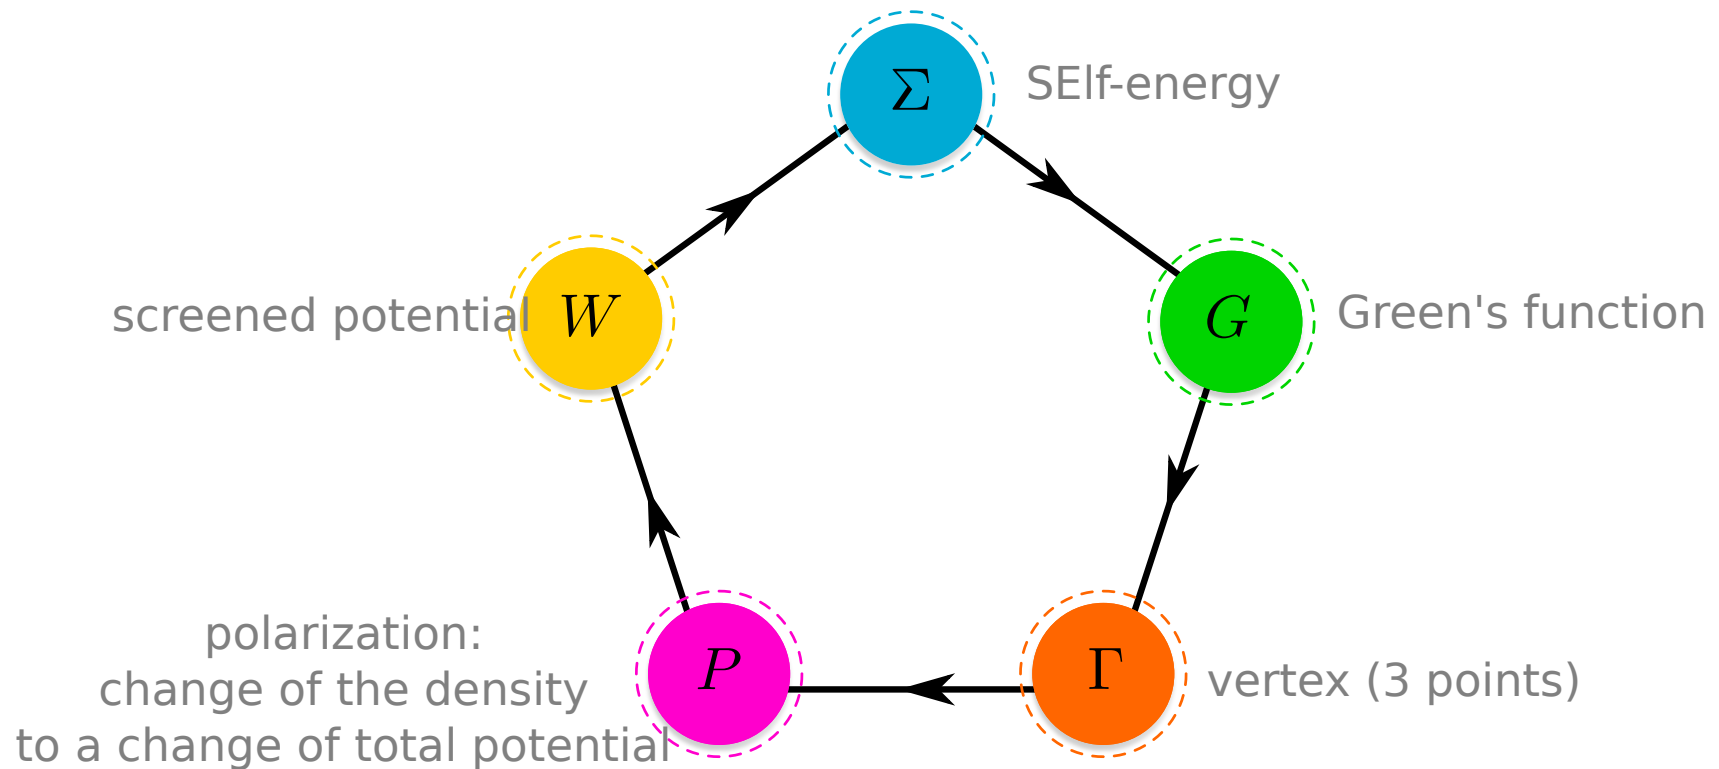 Σ
SElf-energy
screened potential
W
G
Green's function
polarization:
change of the density
to a change of total potential
P
Γ
vertex (3 points)